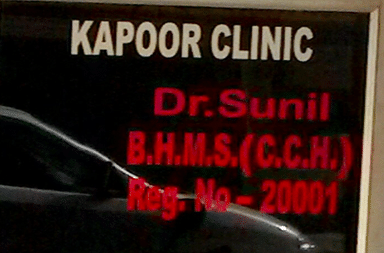 KAPOOR CLINIC
Dr.Sunil
B.H.M.S.(C.C.H.)
Reg. No - 20001